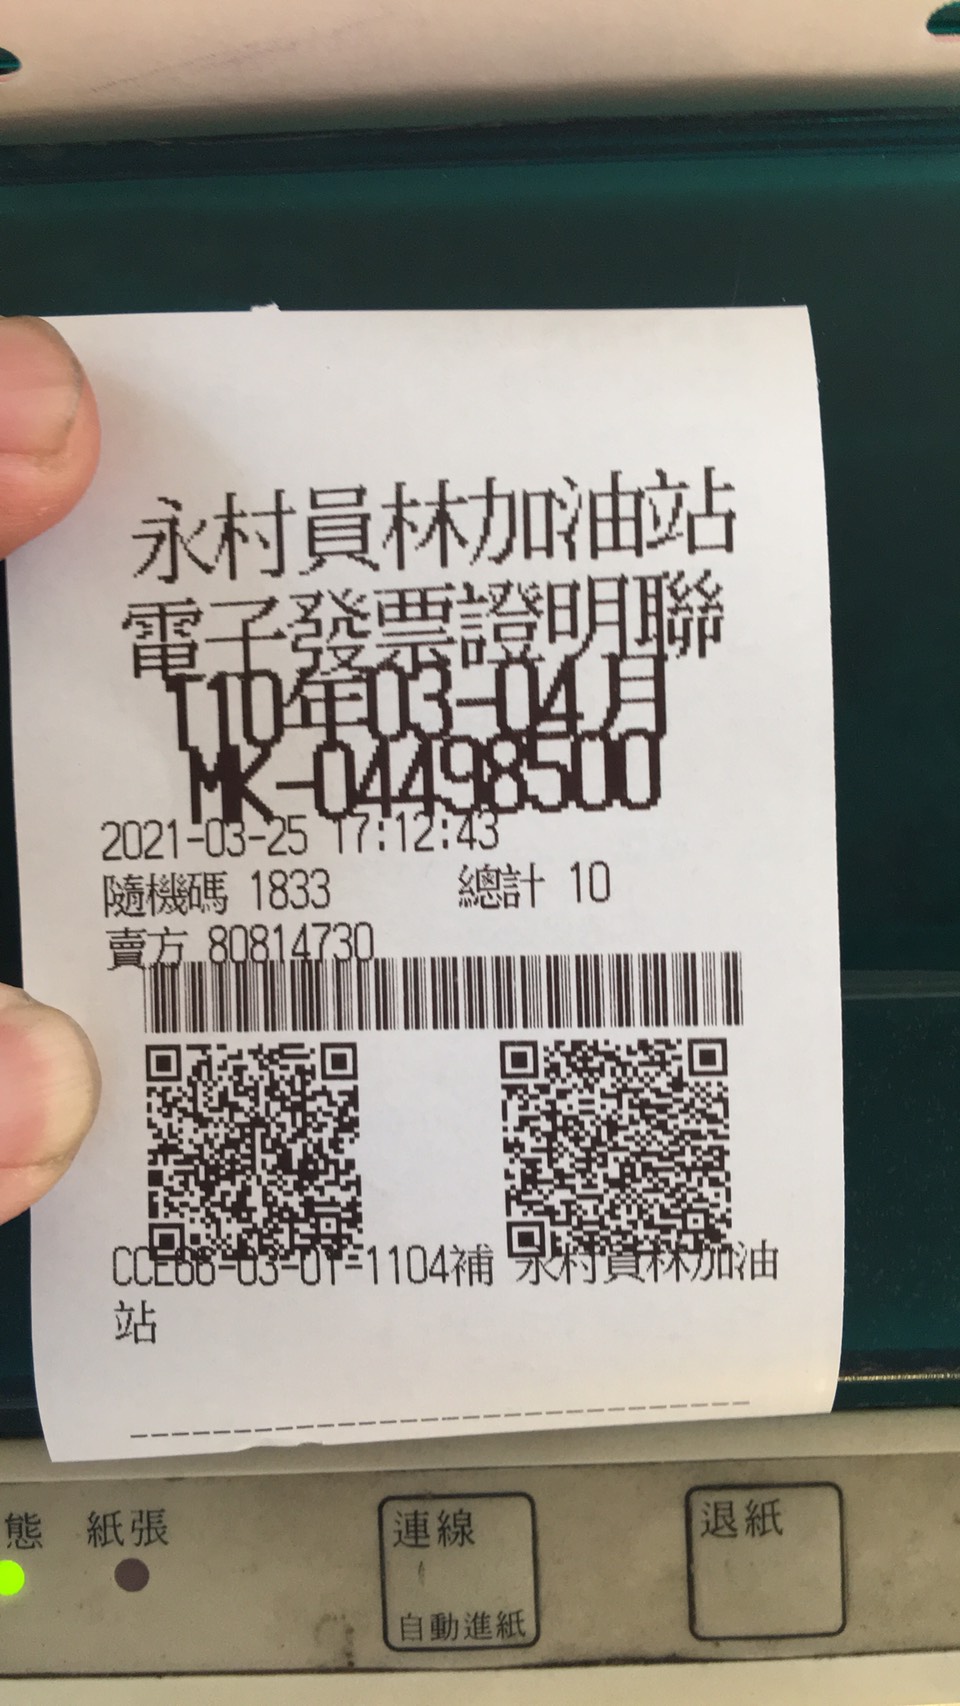 永村員林加油站
電子發票證明聯
110年03-04月
MK-04498500
2021-03-25 17:12:43
隨機碼 1833 總計 10
賣方 80814730
CCE66-03-01-1104補 永村員林加油
站
態 紙張 連線 退紙
自動進紙